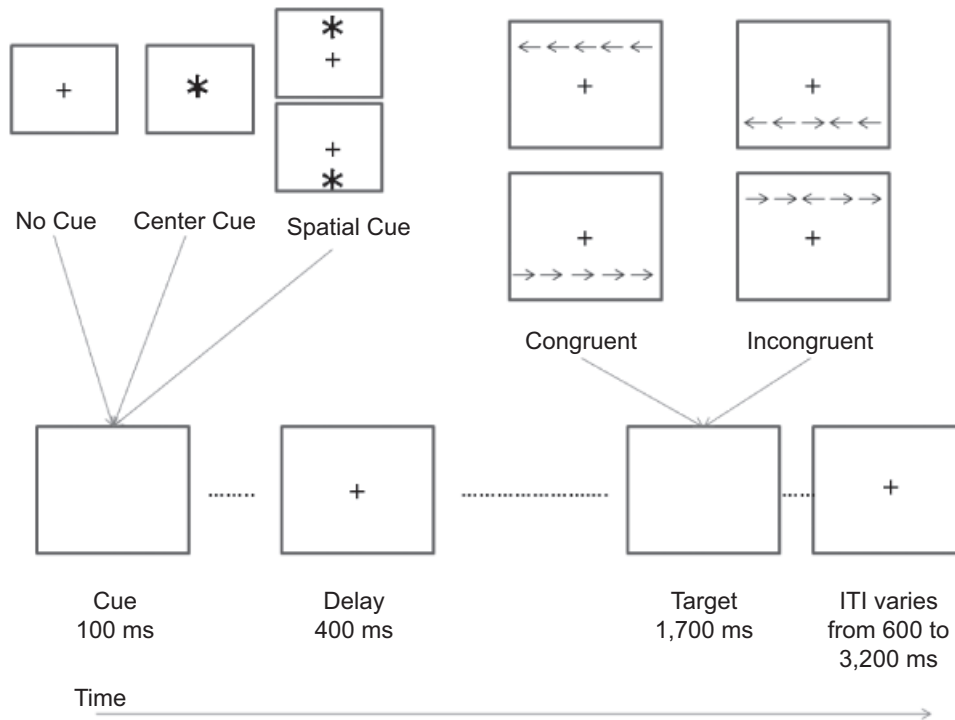 No Cue
Center Cue
Spatial Cue
Congruent
Incongruent
Cue
100 ms
Delay
400 ms
Target
1,700 ms
ITI varies
from 600 to
3,200 ms
Time